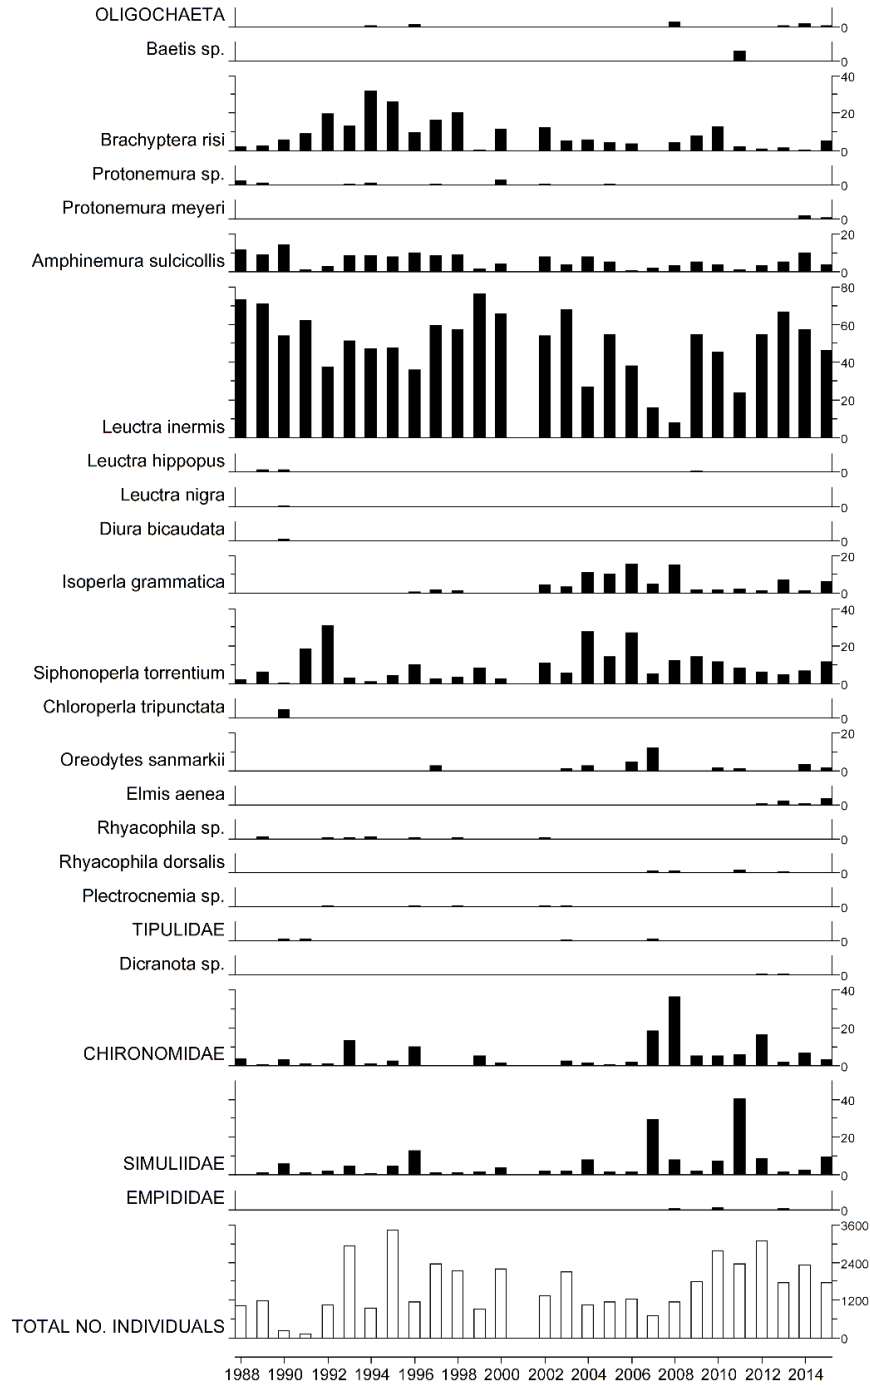 OLIGOCHAETA
0
Baetis sp.
0
40
20
Brachyptera risi
0
Protonemura sp.
0
Protonemura meyeri
0
20
Amphinemura sulcicollis
0
80
60
40
20
Leuctra inermis
0
Leuctra hippopus
0
Leuctra nigra
0
Diura bicaudata
0
20
Isoperla grammatica
0
40
20
Siphonoperla torrentium
0
Chloroperla tripunctata
0
20
Oreodytes sanmarkii
0
Elmis aenea
0
Rhyacophila sp.
0
Rhyacophila dorsalis
0
Plectrocnemia sp.
0
TIPULIDAE
0
Dicranota sp.
0
40
20
CHIRONOMIDAE
0
40
20
SIMULIIDAE
0
EMPIDIDAE
0
3600
2400
1200
TOTAL NO. INDIVIDUALS
0
1988 1990 1992 1994 1996 1998 2000 2002 2004 2006 2008 2010 2012 2014